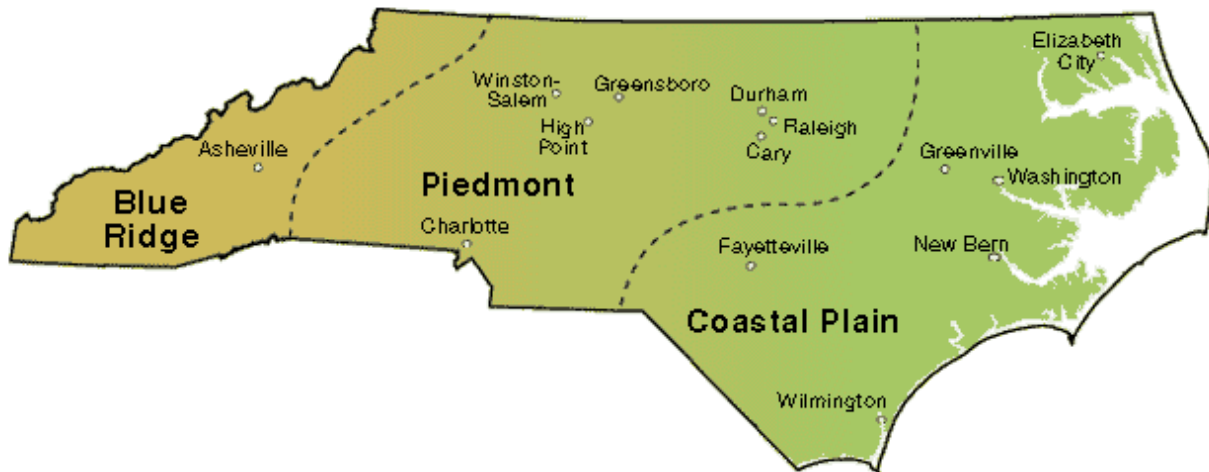 Elizabeth
City
Winston-
Salem
Greensboro
Durham
High
Point
Raleigh
Cary
Asheville
Greenville
Washington
Piedmont
Blue
Ridge
Charlotte
Fayetteville
New Bern
Coastal Plain
Wilmington